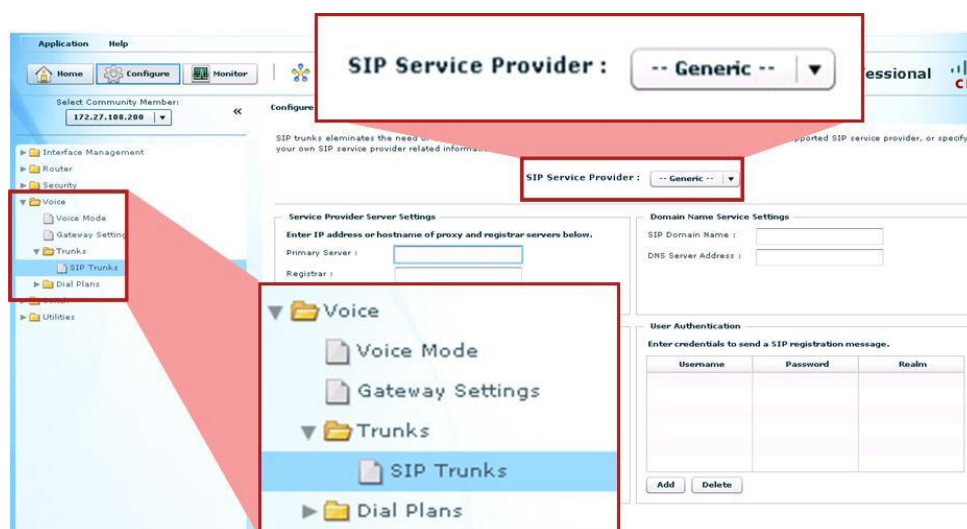 Application Help
SIP Service Provider : -- Generic --
Home Configure Monitor
essional
Select Community Member:
172.27.108.200
Configure
SIP trunks eleminates the need
supported SIP service provider, or specify
your own SIP service provider related
SIP Service Provider : -- Generic --
Interface Management
Router
Security
Voice
Voice Mode
Gateway Setting
Trunks
SIP Trunks
Dial Plans
Utilities
Service Provider Server Settings
Enter IP address or hostname of proxy and registrar servers below.
Primary Server :
Registrar :
Domain Name Service Settings
SIP Domain Name :
DNS Server Address :
Voice
Voice Mode
Gateway Settings
Trunks
SIP Trunks
Dial Plans
User Authentication
Enter credentials to send a SIP registration message.
Username Password Realm
Add Delete